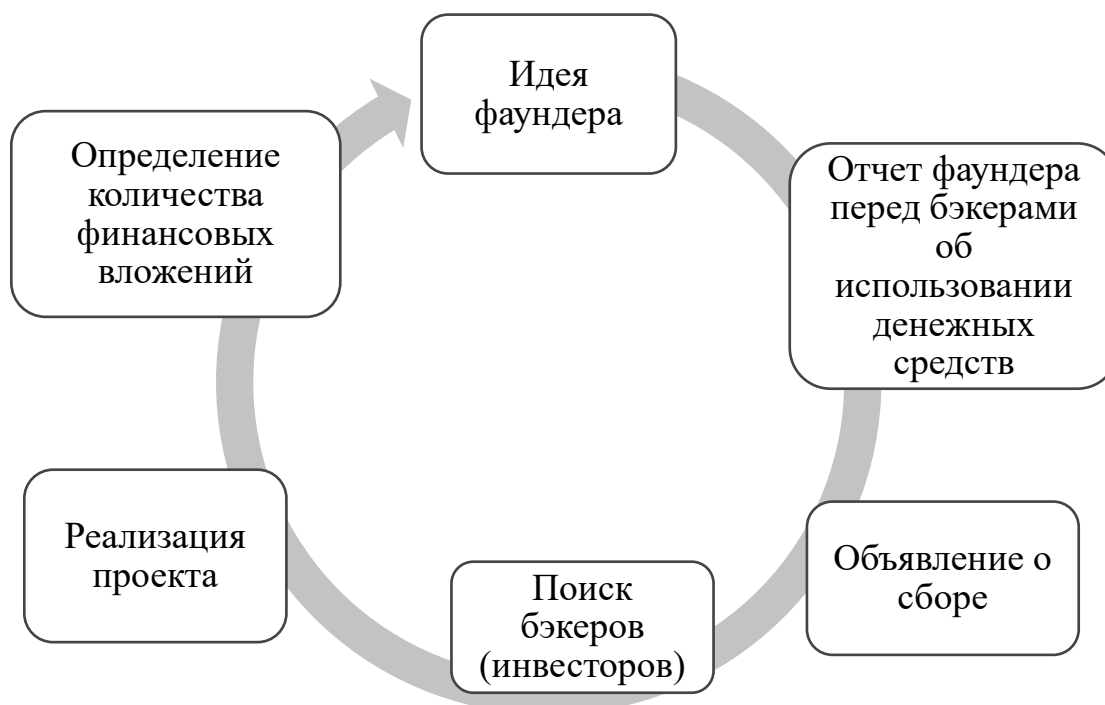 Идея
фаундера
Отчет фаундера
перед бэкерами
об
использовании
денежных
средств
Объявление о
сборе
Поиск
бэкеров
(инвесторов)
Реализация
проекта
Определение
количества
финансовых
вложений